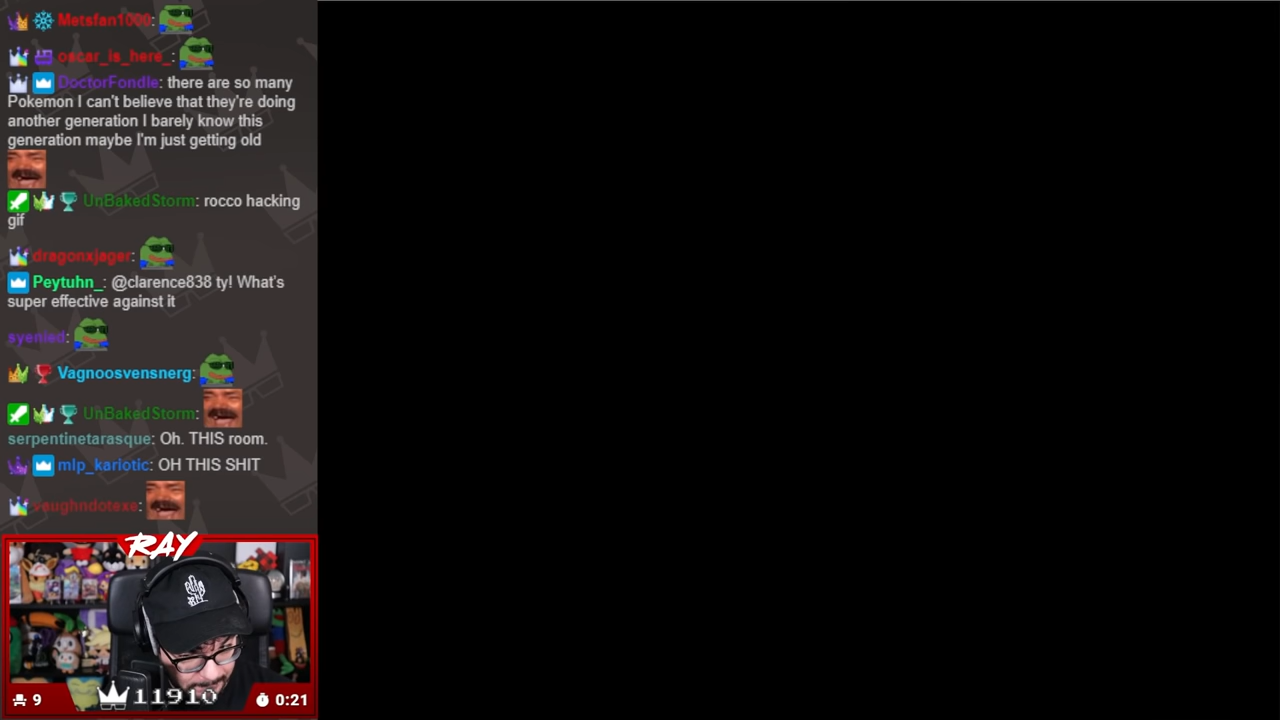 Metsfan1000:
oscar_is_here_:
DoctorFondle: there are so many
Pokemon I can't believe that they're doing
another generation I barely know this
generation maybe I'm just getting old
UnBakedStorm: rocco hacking
gif
dragonxjager:
Peytuhn_: @clarence838 ty! What's
super effective against it
syenied:
Vagnoosvensnerg:
UnBakedStorm:
serpentinetarasque: Oh. THIS room.
mlp_kariotic: OH THIS SHIT
vaughndotexe:
RAY
9
11910
0:21